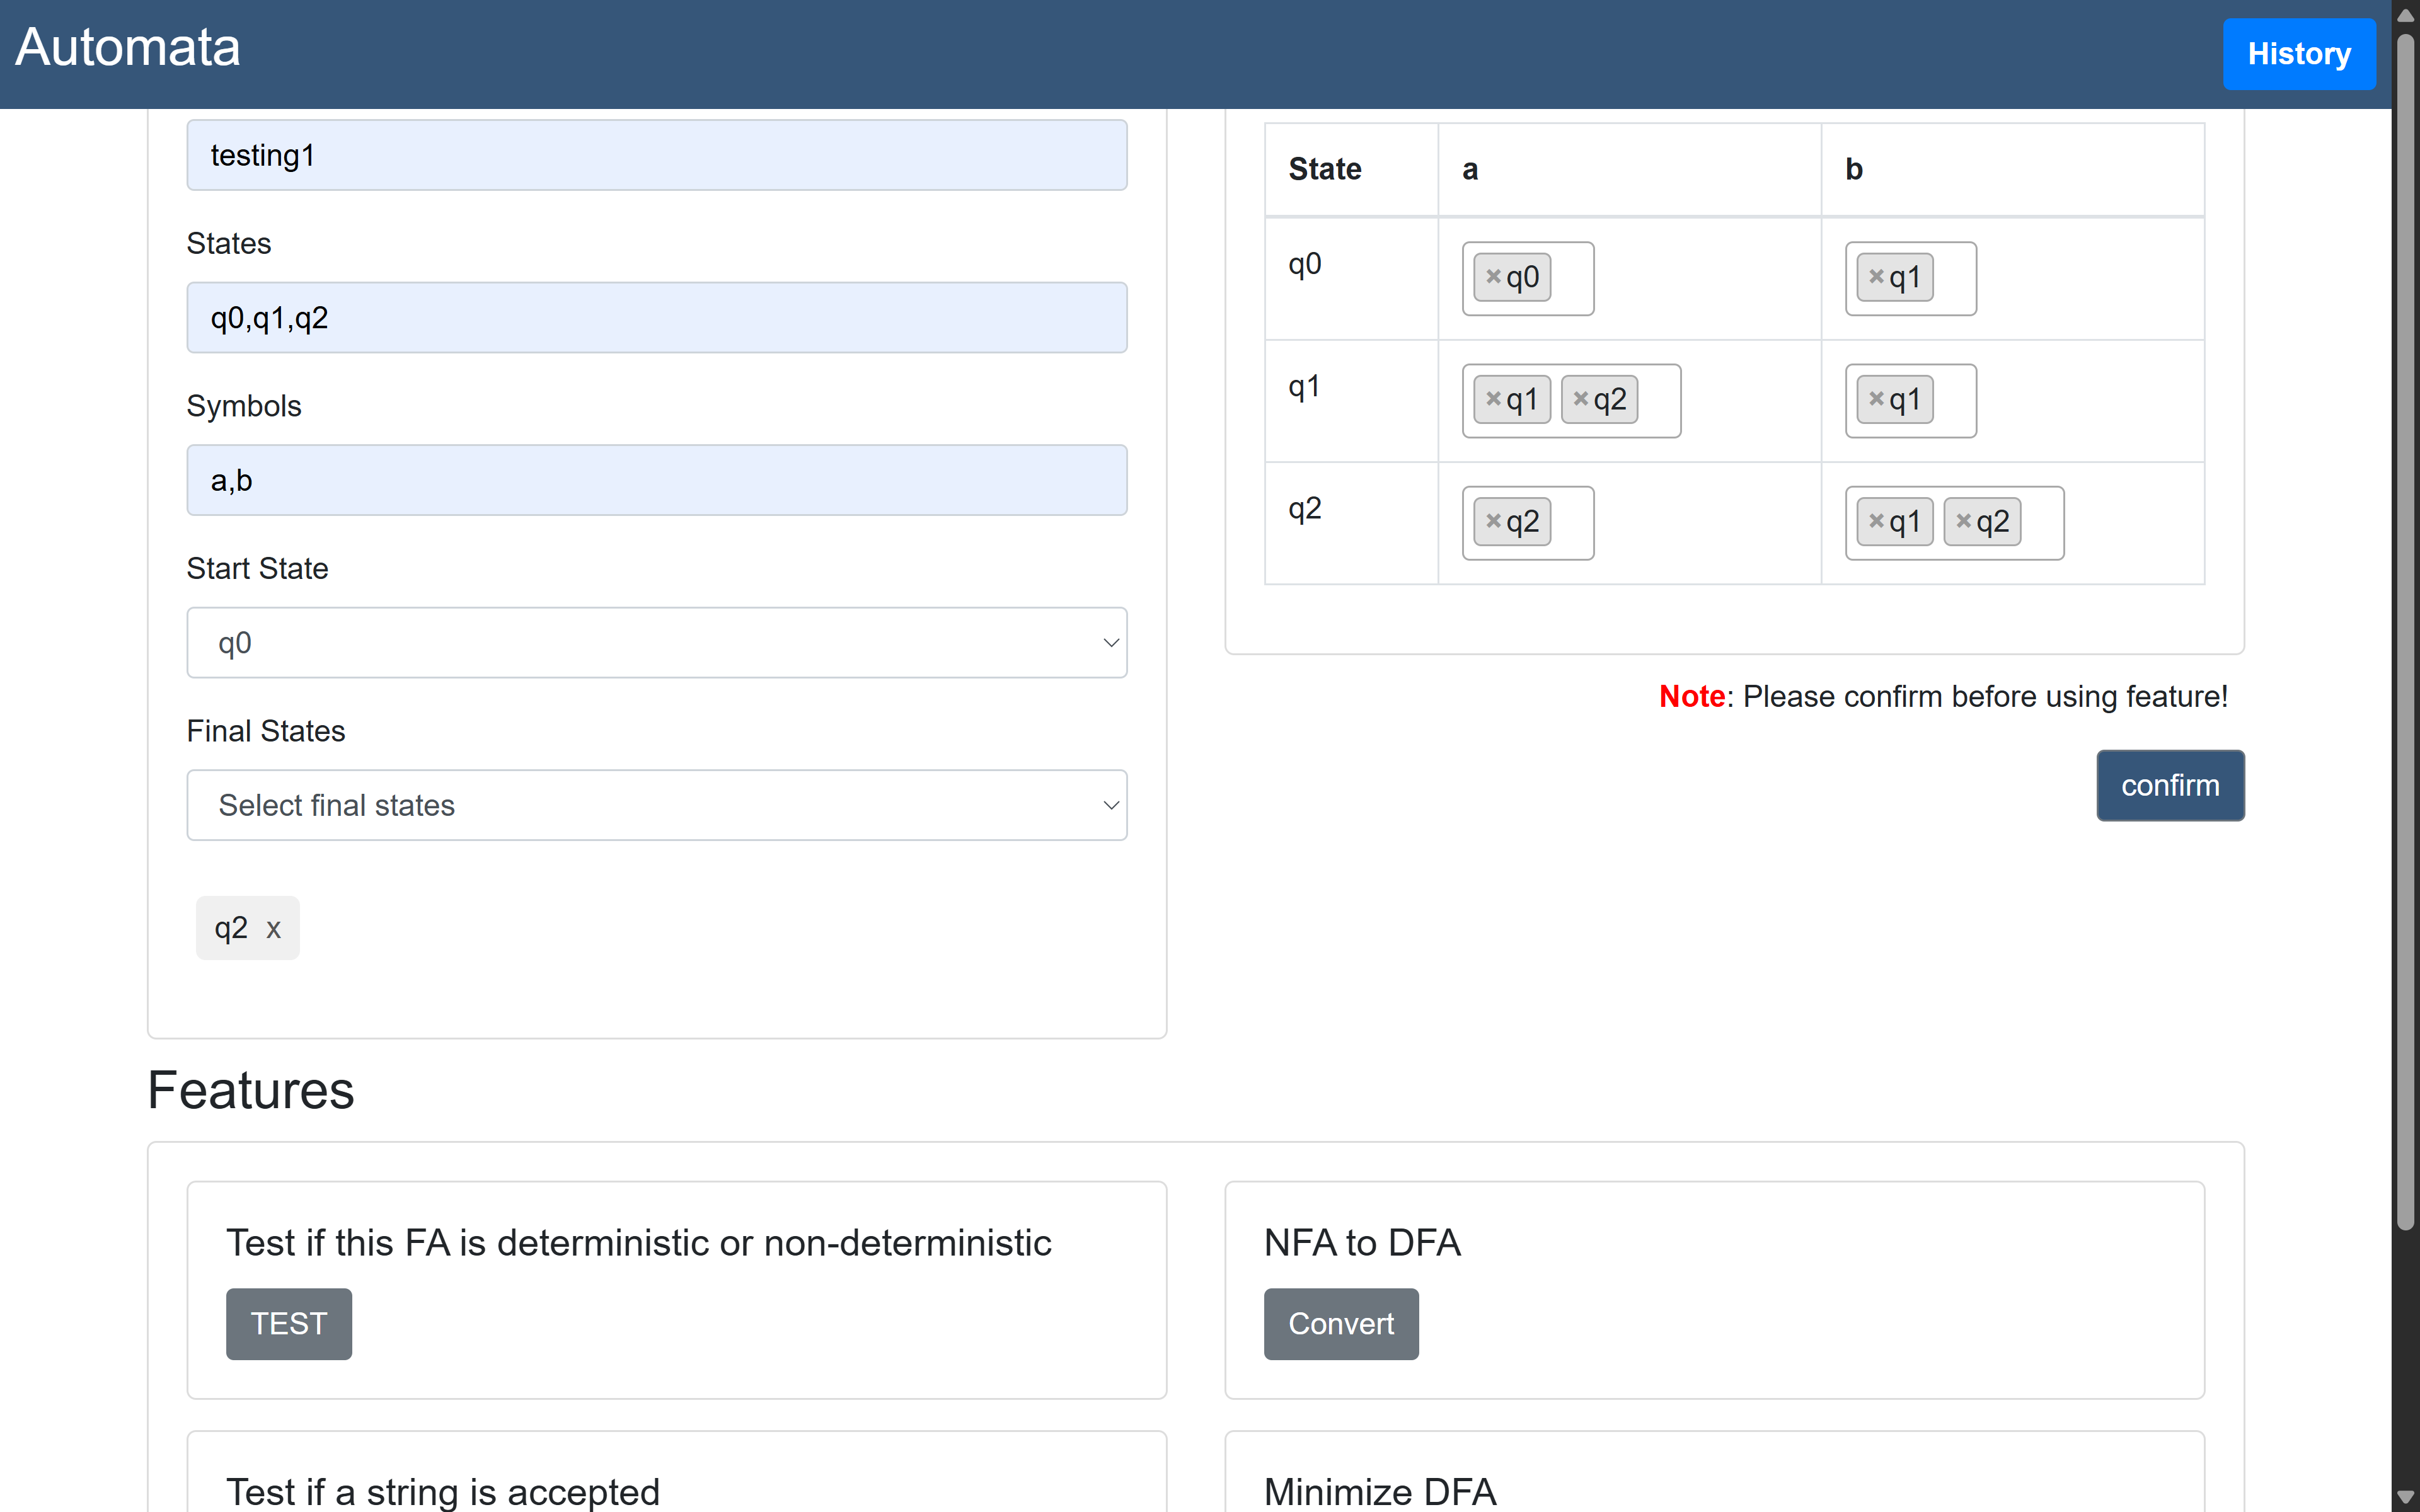 Automata
History
testing1
States
q0,q1,q2
Symbols
a,b
Start State
q0
Final States
Select final states
q2 x
State a b
q0 ×q0 ×q1
q1 ×q1 ×q2 ×q1
q2 ×q2 ×q1 ×q2
Note: Please confirm before using feature!
confirm
Features
Test if this FA is deterministic or non-deterministic
TEST
NFA to DFA
Convert
Test if a string is accepted
Minimize DFA